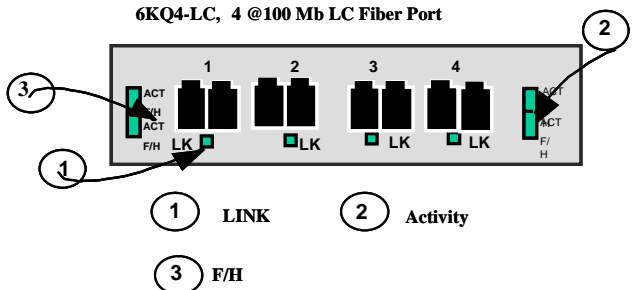 6KQ4-LC, 4 @100 Mb LC Fiber Port
2
1 2 3 4
3
ACT
F/H
ACT
F/H
LK LK LK LK
ACT
H
ACT
F/
H
1
1 LINK 2 Activity
3 F/H